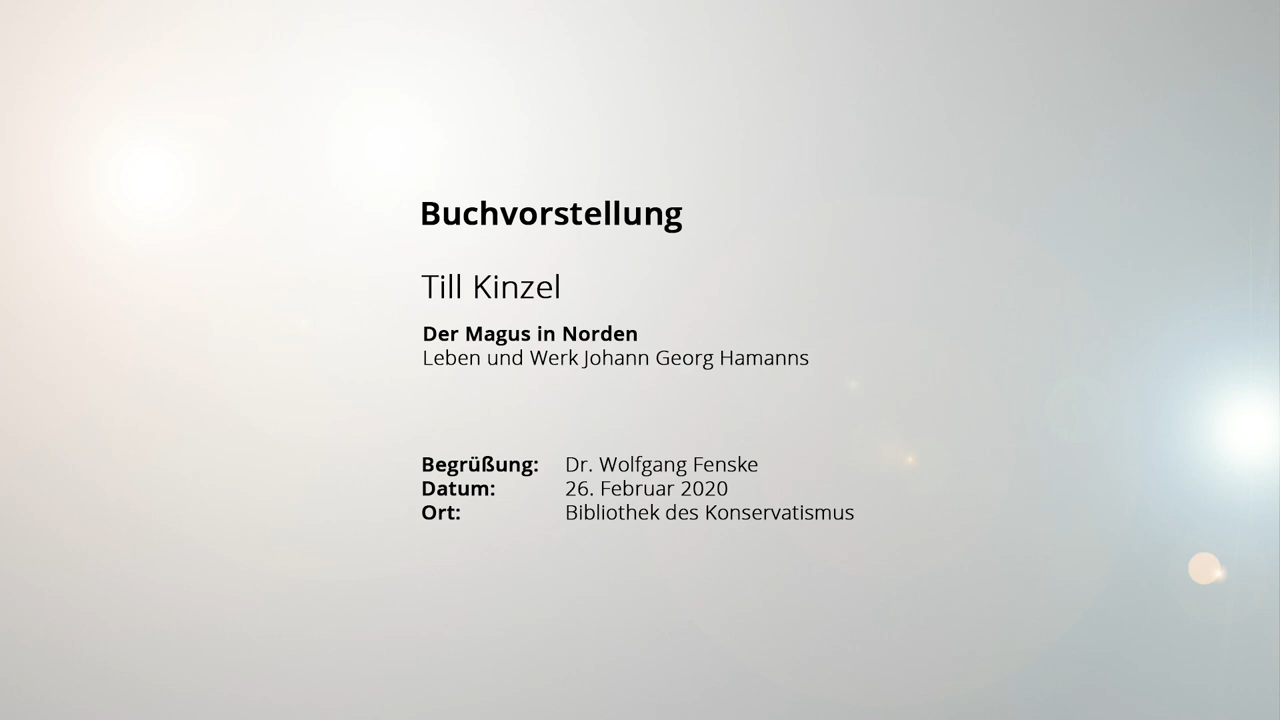 Buchvorstellung
Till Kinzel
Der Magus in Norden
Leben und Werk Johann Georg Hamanns
Begrüßung: Dr. Wolfgang Fenske
Datum: 26. Februar 2020
Ort: Bibliothek des Konservatismus